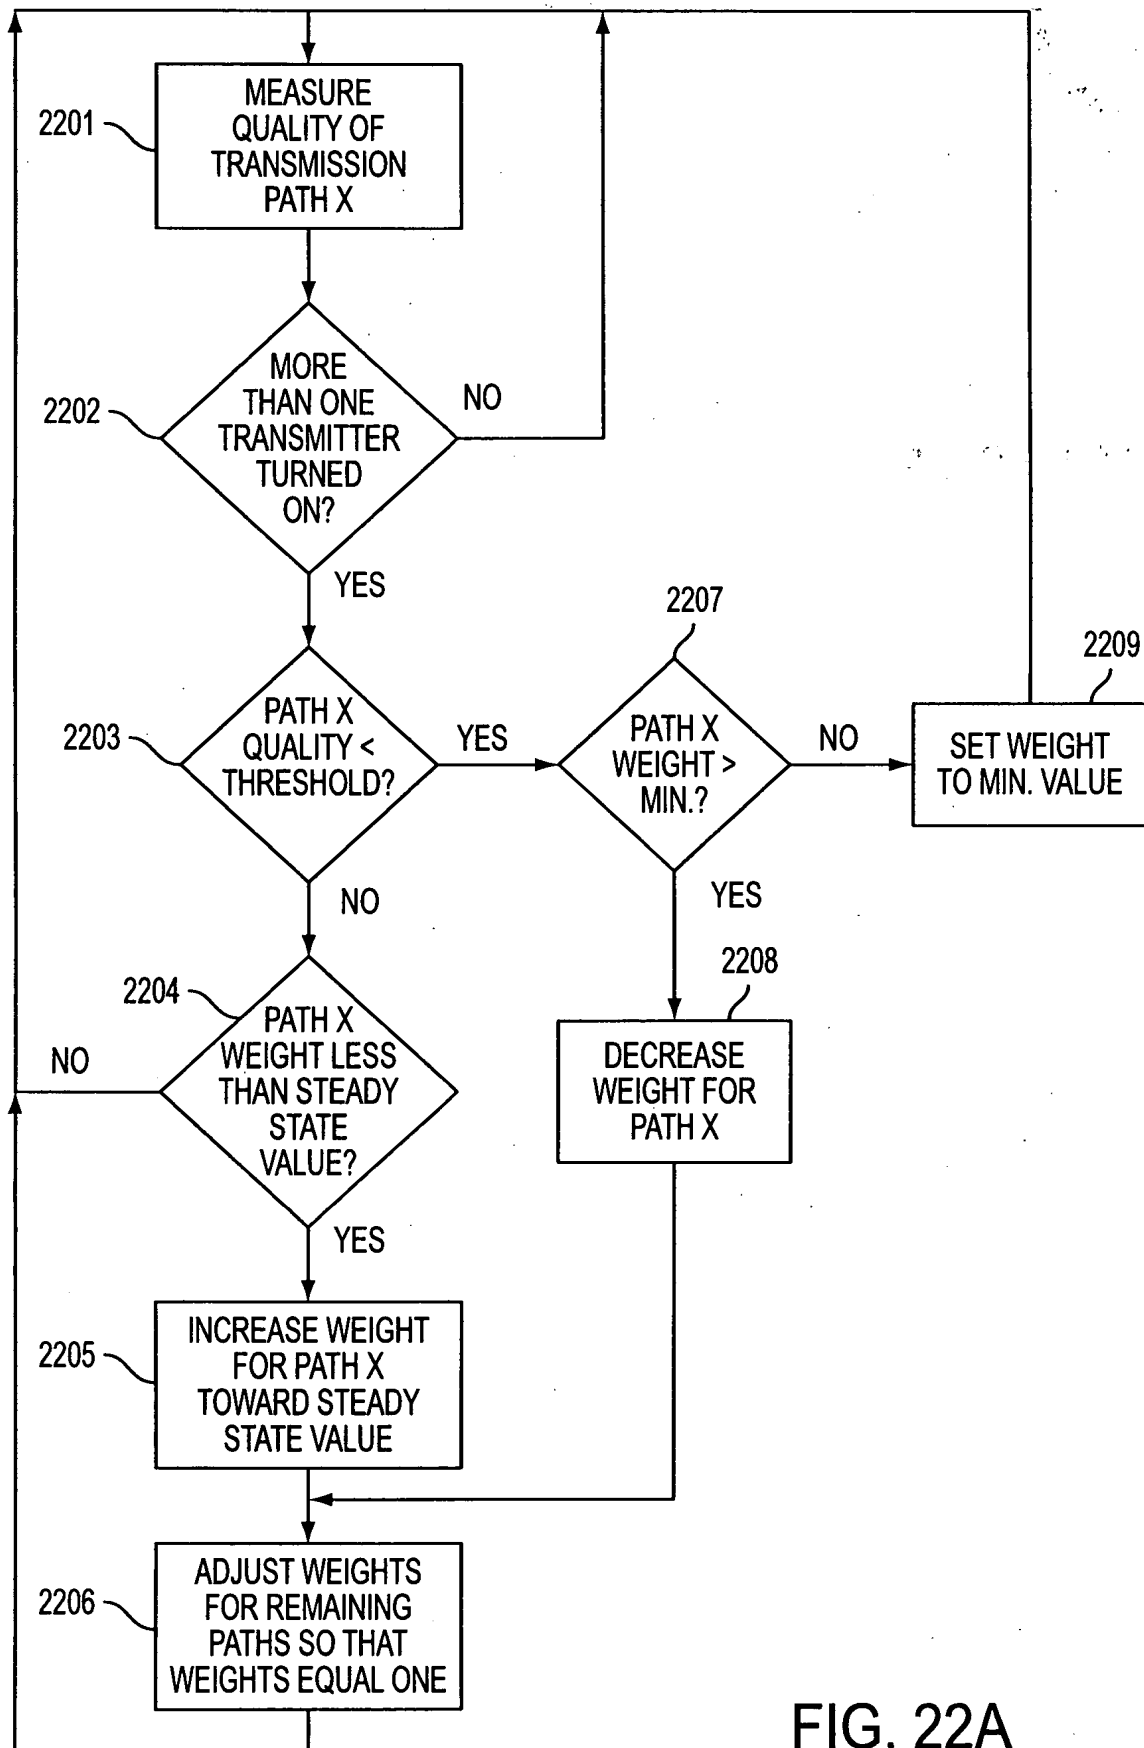 2201
MEASURE
QUALITY OF
TRANSMISSION
PATH X
2202
MORE
THAN ONE
TRANSMITTER
TURNED
ON?
NO
YES
2203
PATH X
QUALITY <
THRESHOLD?
YES
NO
2207
PATH X
WEIGHT >
MIN.?
NO
YES
2209
SET WEIGHT
TO MIN. VALUE
2204
PATH X
WEIGHT LESS
THAN STEADY
STATE
VALUE?
NO
YES
2208
DECREASE
WEIGHT FOR
PATH X
2205
INCREASE WEIGHT
FOR PATH X
TOWARD STEADY
STATE VALUE
2206
ADJUST WEIGHTS
FOR REMAINING
PATHS SO THAT
WEIGHTS EQUAL ONE
FIG. 22A